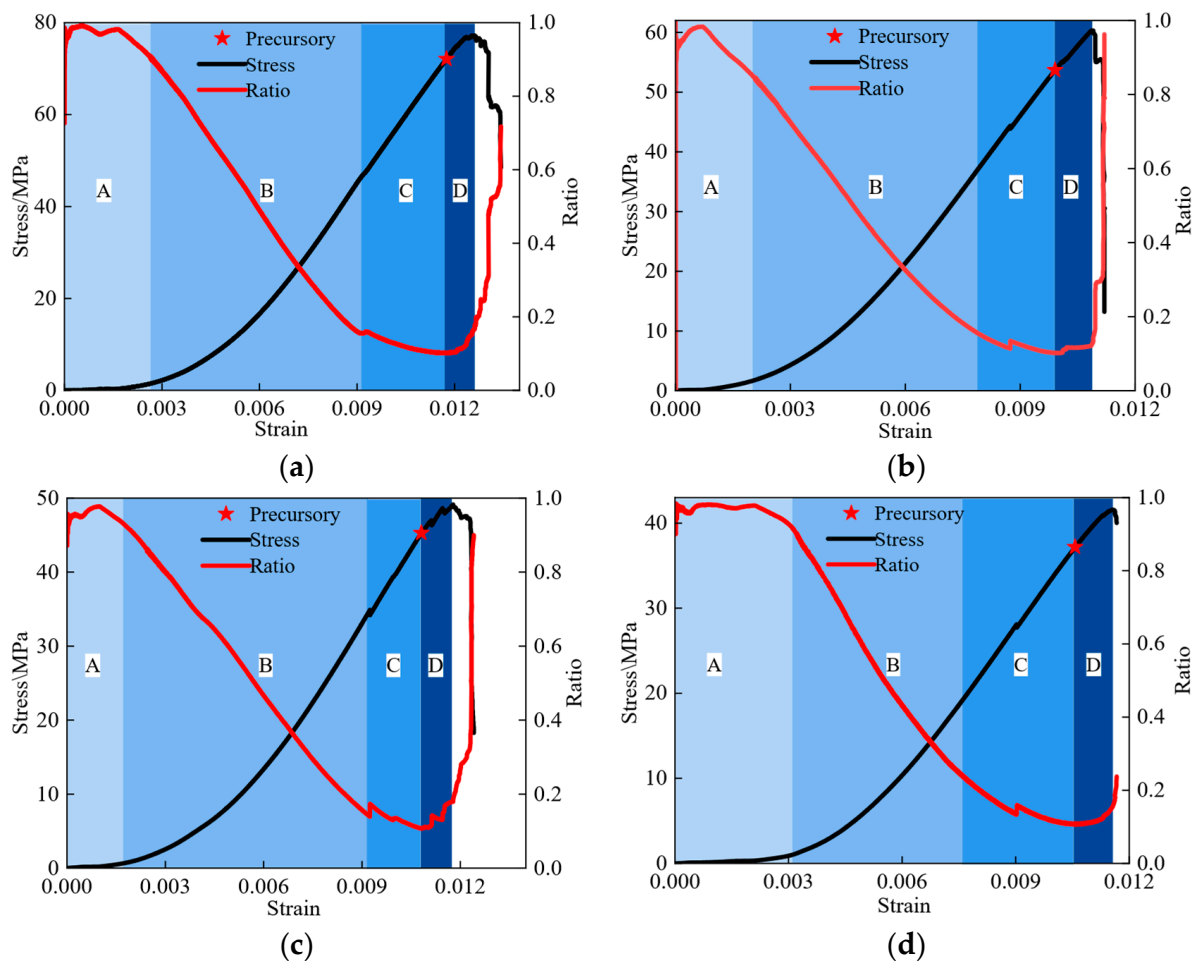 80
60
40
20
0
Stress/MPa
Precursory
Stress
Ratio
A
B
C
D
1.0
0.8
0.6
0.4
0.2
0.0
Ratio
0.000
0.003
0.006
0.009
0.012
Strain
(a)
60
50
40
30
20
10
0
Stress\MPa
Precursory
Stress
Ratio
A
B
C
D
1.0
0.8
0.6
0.4
0.2
0.0
Ratio
0.000
0.003
0.006
0.009
0.012
Strain
(b)
50
40
30
20
10
0
Stress\MPa
Precursory
Stress
Ratio
A
B
C
D
1.0
0.8
0.6
0.4
0.2
0.0
Ratio
0.000
0.003
0.006
0.009
0.012
Strain
(c)
40
30
20
10
0
Stress\MPa
Precursory
Stress
Ratio
A
B
C
D
1.0
0.8
0.6
0.4
0.2
0.0
Ratio
0.000
0.003
0.006
0.009
0.012
Strain
(d)